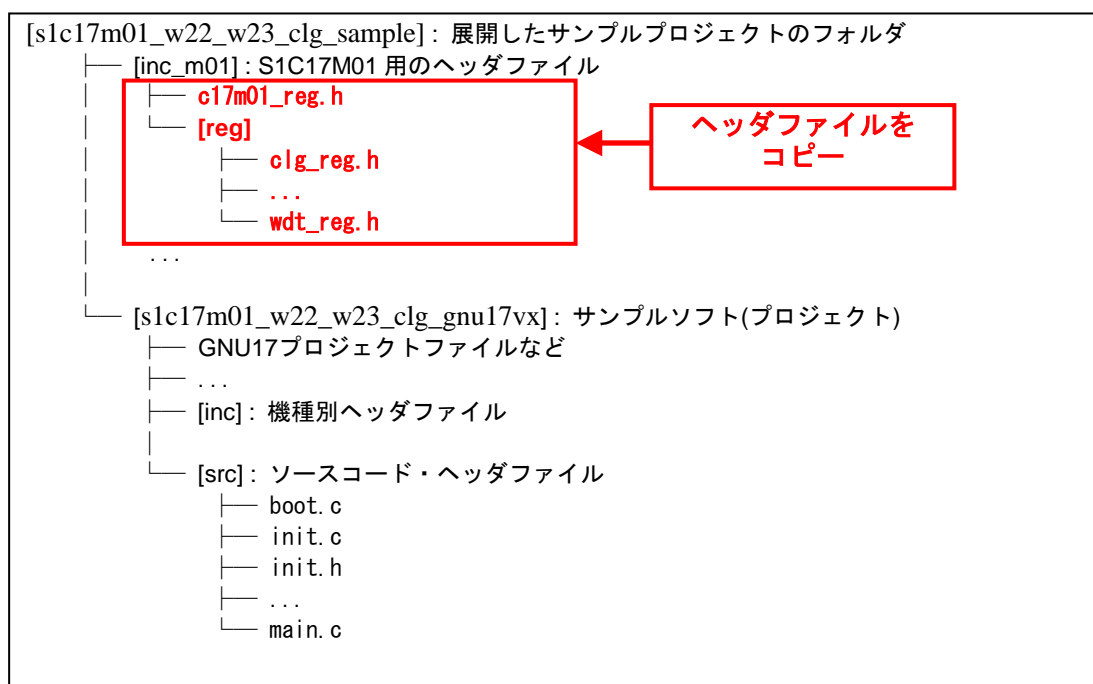 [s1c17m01_w22_w23_clg_sample] : 展開したサンプルプロジェクトのフォルダ
├── [inc_m01] : S1C17M01 用のヘッダファイル
│ ├── c17m01_reg.h
│ └── [reg]
│ ├── clg_reg.h
│ ├── ...
│ └── wdt_reg.h
ヘッダファイルを
コピー
│ ...
│
└── [s1c17m01_w22_w23_clg_gnu17vx] : サンプルソフト(プロジェクト)
├── GNU17プロジェクトファイルなど
├── ...
├── [inc] : 機種別ヘッダファイル
│
└── [src] : ソースコード・ヘッダファイル
├── boot.c
├── init.c
├── init.h
├── ...
└── main.c